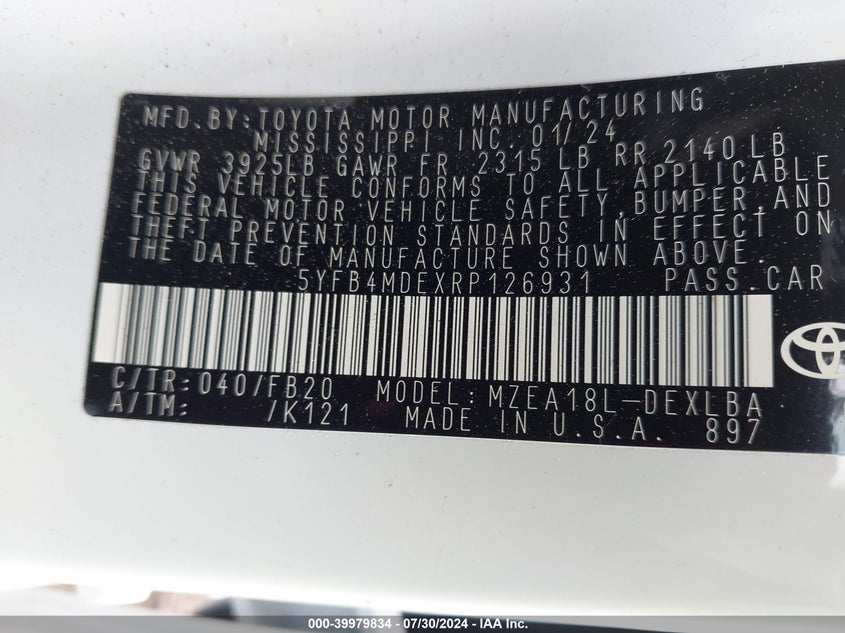 MFD. BY: TOYOTA MOTOR MANUFACTURING
MISSISSIPPI INC. 01/24
GVWR 3925LB GAWR FR 2315 LB RR 2140 LB
THIS VEHICLE CONFORMS TO ALL APPLICABLE
FEDERAL MOTOR VEHICLE SAFETY, BUMPER, AND
THEFT PREVENTION STANDARDS IN EFFECT ON
THE DATE OF MANUFACTURE SHOWN ABOVE.
5YFB4MDEXRP126931 PASS. CAR
C/TR: 040/FB20 MODEL: MZEA18L-DEXLBA
A/TM: /K121 MADE IN U.S.A. 897
000-39979834 - 07/30/2024 - IAA Inc.